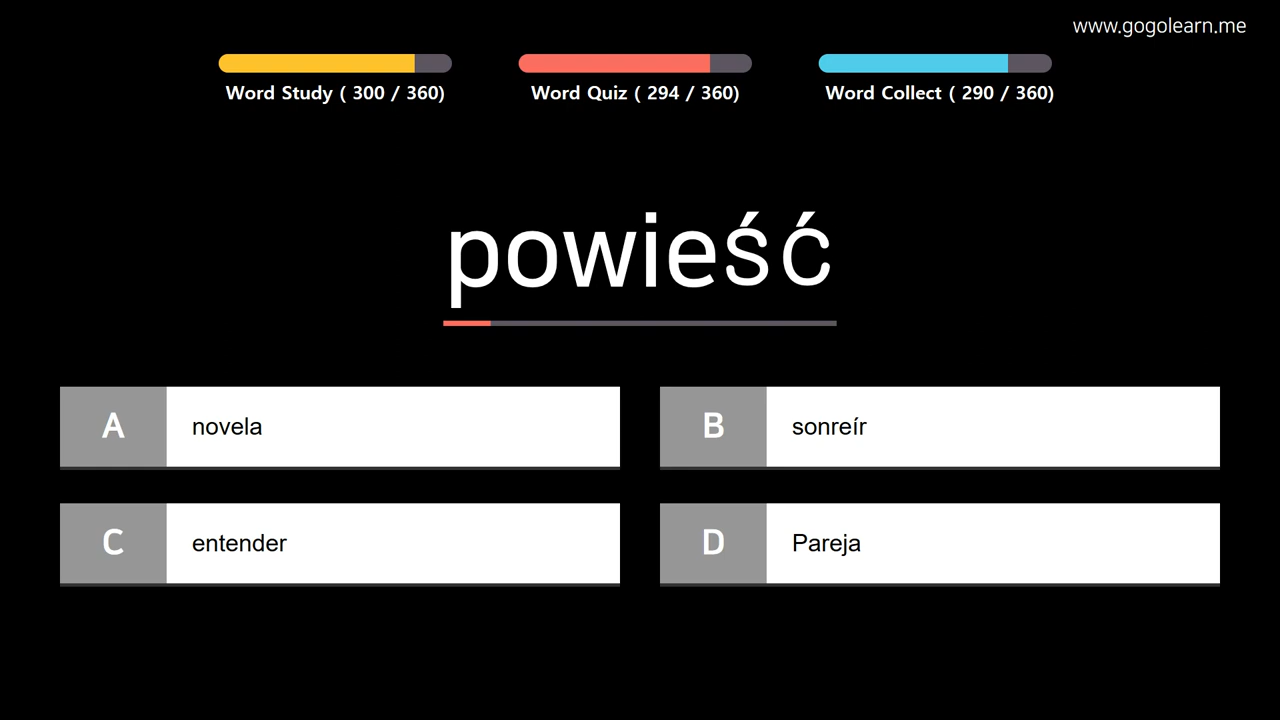 www.gogolearn.me
Word Study ( 300 / 360)
Word Quiz ( 294 / 360)
Word Collect ( 290 / 360)
powieść
A novela
B sonreír
C entender
D Pareja